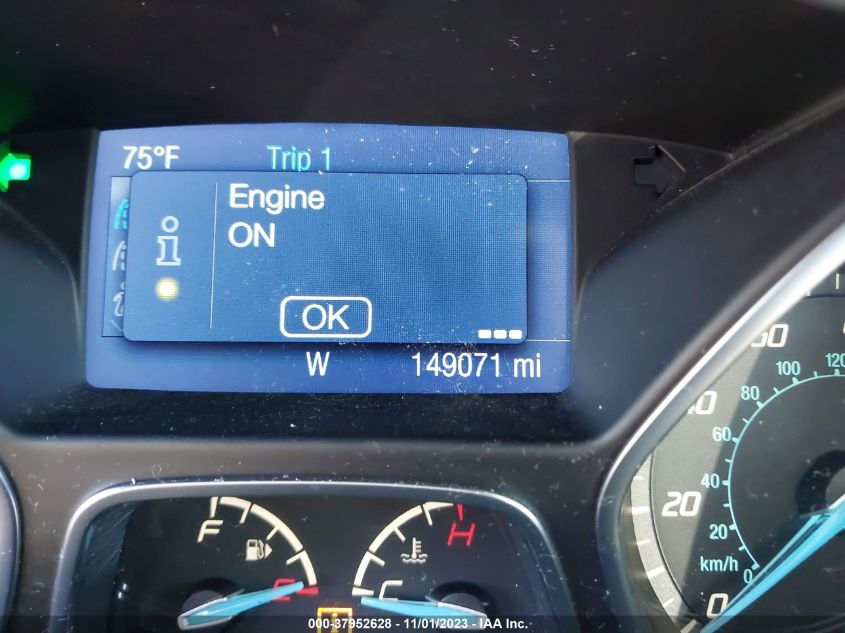 75°F Trip 1
Engine
ON
OK
W 149071 mi
F H
E C
100 120
80
60
40
20
km/h 0
20
0
000-37952628 - 11/01/2023 - IAA Inc.